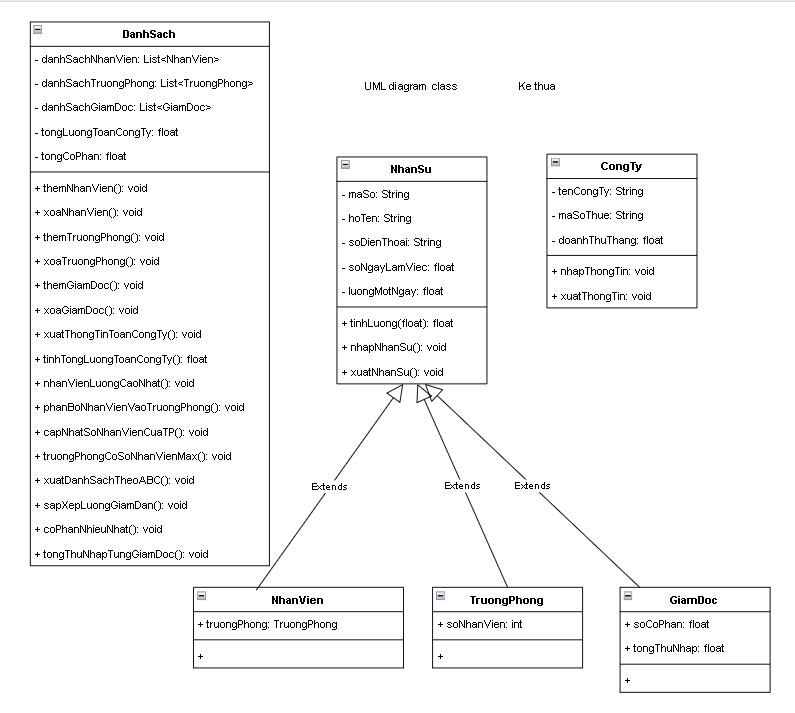 DanhSach
- danhSachNhanVien: List<NhanVien>
- danhSachTruongPhong: List<TruongPhong>
- danhSachGiamDoc: List<GiamDoc>
- tongLuongToanCongTy: float
- tongCoPhan: float
+ themNhanVien(): void
+ xoaNhanVien(): void
+ themTruongPhong(): void
+ xoaTruongPhong(): void
+ themGiamDoc(): void
+ xoaGiamDoc(): void
+ xuatThongTinToanCongTy(): void
+ tinhTongLuongToanCongTy(): float
+ nhanVienLuongCaoNhat(): void
+ phanBoNhanVienVaoTruongPhong(): void
+ capNhatSoNhanVienCuaTP(): void
+ truongPhongCoSoNhanVienMax(): void
+ xuatDanhSachTheoABC(): void
+ sapXepLuongGiamDan(): void
+ coPhanNhieuNhat(): void
+ tongThuNhapTungGiamDoc(): void
UML diagram class
Ke thua
NhanSu
- maSo: String
- hoTen: String
- soDienThoai: String
- soNgayLamViec: float
- luongMotNgay: float
+ tinhLuong(float): float
+ nhapNhanSu(): void
+ xuatNhanSu(): void
CongTy
- tenCongTy: String
- maSoThue: String
- doanhThuThang: float
+ nhapThongTin: void
+ xuatThongTin: void
Extends
Extends
Extends
NhanVien
+ truongPhong: TruongPhong
+
TruongPhong
+ soNhanVien: int
+
GiamDoc
+ soCoPhan: float
+ tongThuNhap: float
+